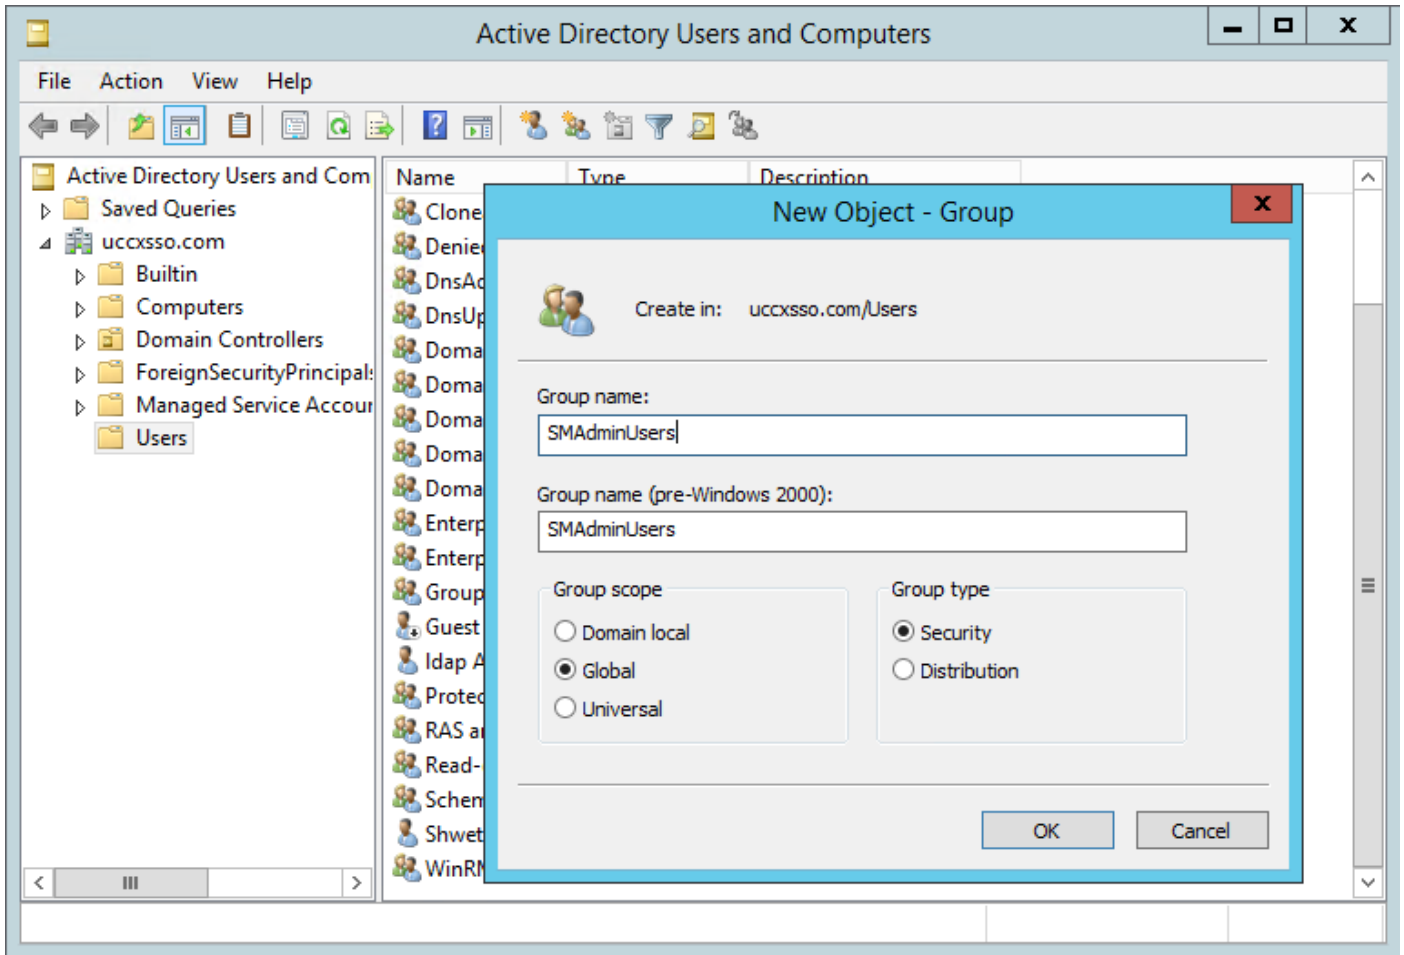 Active Directory Users and Computers
File Action View Help
Active Directory Users and Com
Saved Queries
uccxsso.com
Builtin
Computers
Domain Controllers
ForeignSecurityPrincipal
Managed Service Accour
Users
Name Type Description
Clone
Denie
DnsAc
DnsUp
Doma
Doma
Doma
Doma
Doma
Enterp
Enterp
Group
Guest
Idap A
Protec
RAS a
Read-
Schem
Shwet
WinRM
New Object - Group
Create in: uccxsso.com/Users
Group name:
SMAdminUsers
Group name (pre-Windows 2000):
SMAdminUsers
Group scope
Domain local
Global
Universal
Group type
Security
Distribution
OK Cancel